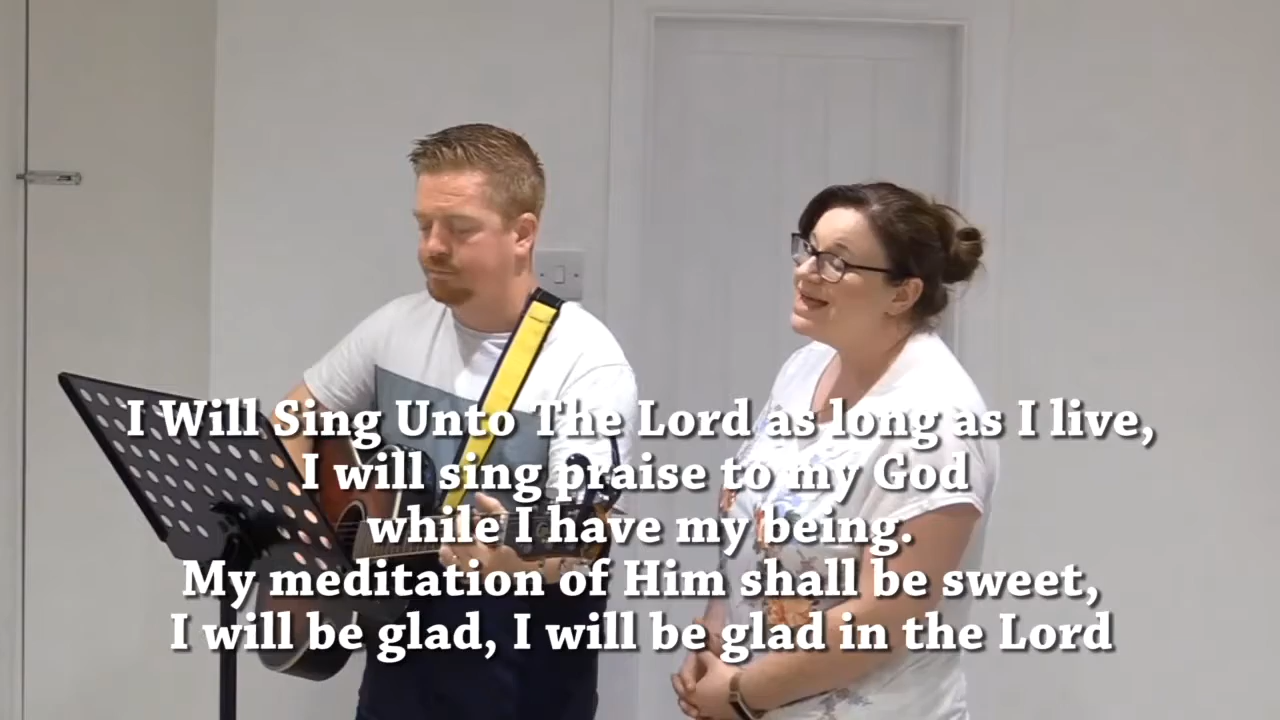 I Will Sing Unto The Lord as long as I live,
I will sing praise to my God
while I have my being.
My meditation of Him shall be sweet,
I will be glad, I will be glad in the Lord